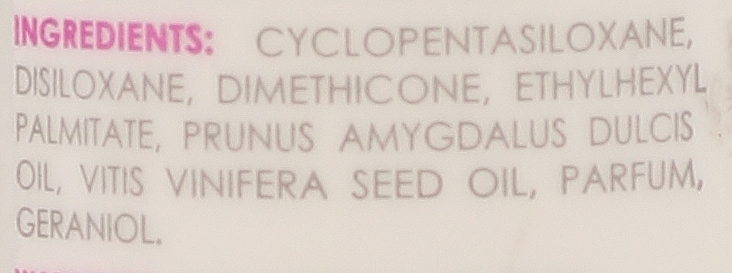 INGREDIENTS: CYCLOPENTASILOXANE,
DISILOXANE, DIMETHICONE, ETHYLHEXYL
PALMITATE, PRUNUS AMYGDALUS DULCIS
OIL, VITIS VINIFERA SEED OIL, PARFUM,
GERANIOL.